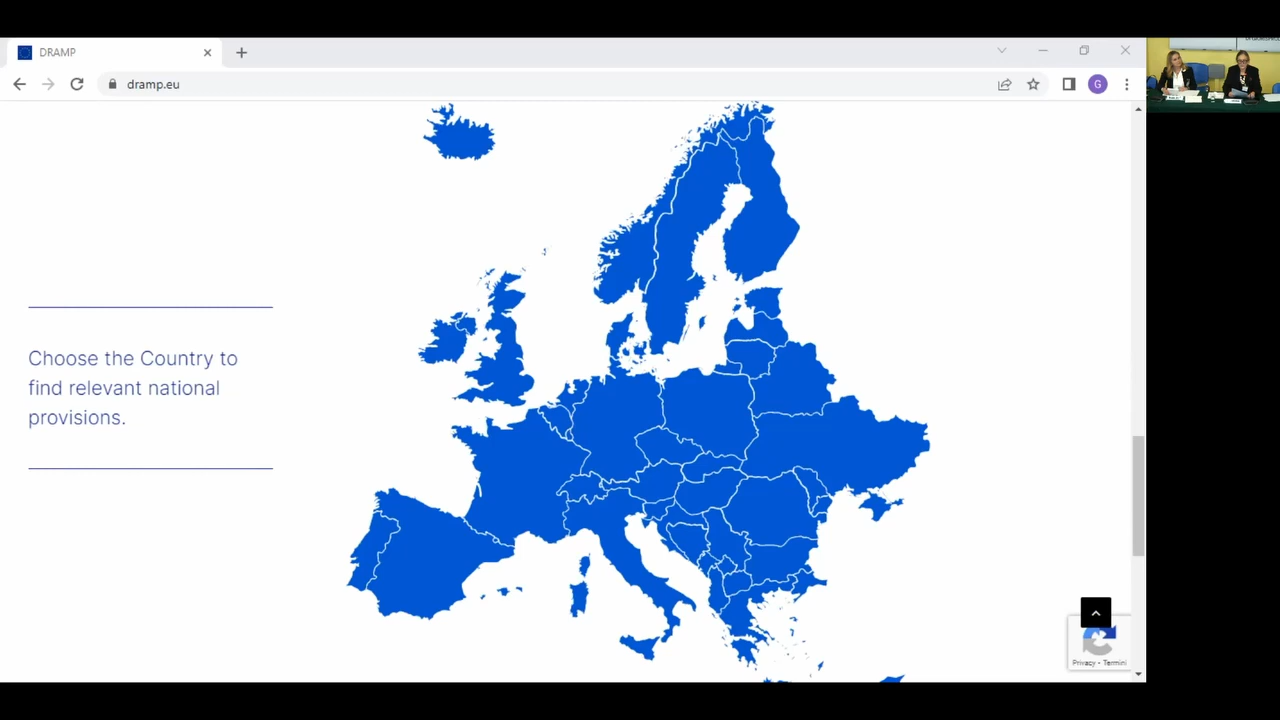 DRAMP
dramp.eu
G
Choose the Country to
find relevant national
provisions.
Privacy - Termini